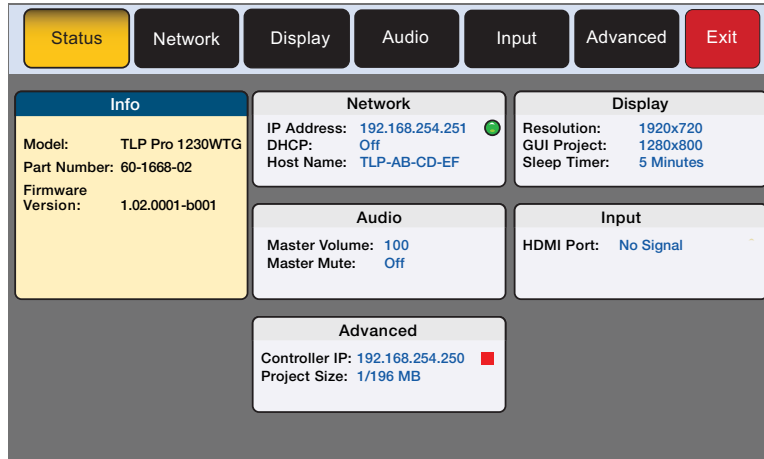 Status Network Display Audio Input Advanced Exit
Info
Model: TLP Pro 1230WTG
Part Number: 60-1668-02
Firmware
Version: 1.02.0001-b001
Network
IP Address: 192.168.254.251
DHCP: Off
Host Name: TLP-AB-CD-EF
Display
Resolution: 1920x720
GUI Project: 1280x800
Sleep Timer: 5 Minutes
Audio
Master Volume: 100
Master Mute: Off
Input
HDMI Port: No Signal
Advanced
Controller IP: 192.168.254.250
Project Size: 1/196 MB